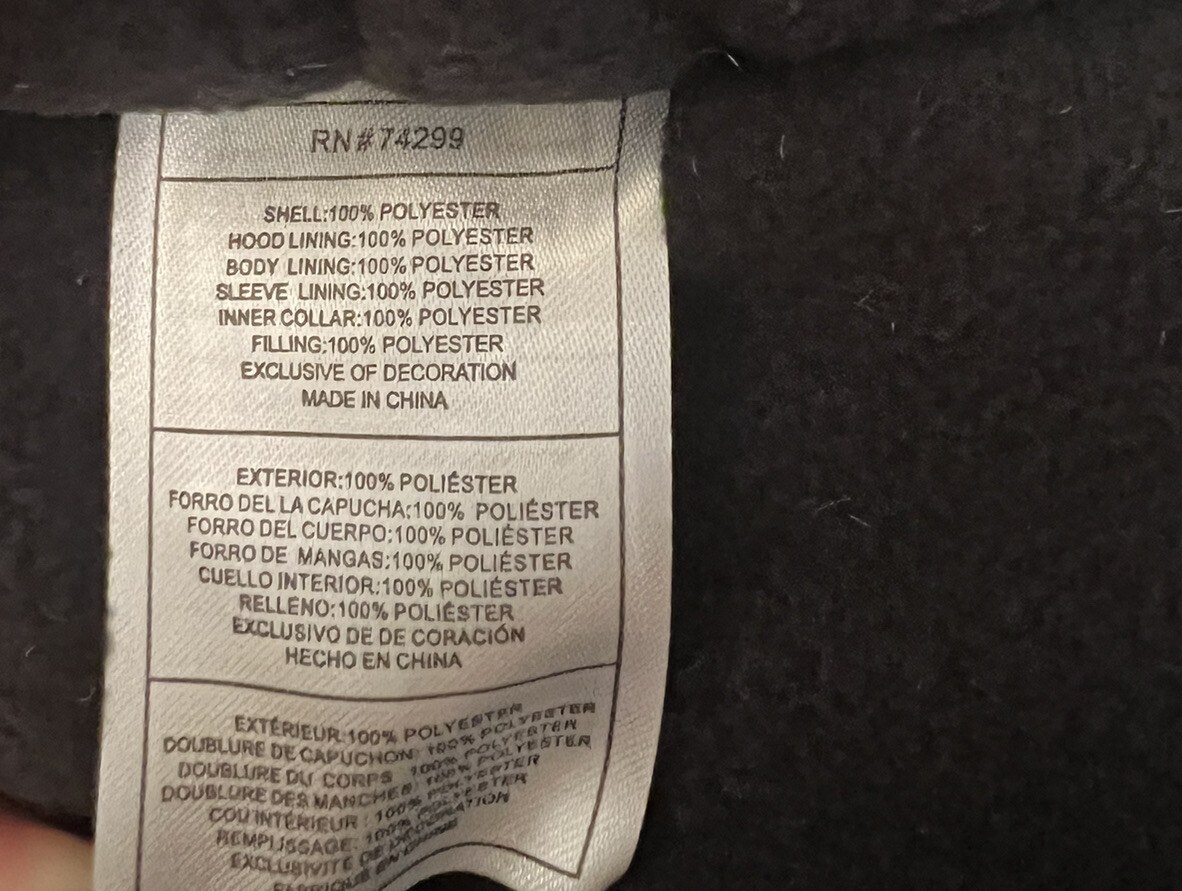 RN#74299
SHELL:100% POLYESTER
HOOD LINING:100% POLYESTER
BODY LINING:100% POLYESTER
SLEEVE LINING:100% POLYESTER
INNER COLLAR:100% POLYESTER
FILLING:100% POLYESTER
EXCLUSIVE OF DECORATION
MADE IN CHINA
EXTERIOR:100% POLIÉSTER
FORRO DEL LA CAPUCHA:100% POLIÉSTER
FORRO DEL CUERPO:100% POLIÉSTER
FORRO DE MANGAS:100% POLIÉSTER
CUELLO INTERIOR:100% POLIÉSTER
RELLENO:100% POLIÉSTER
EXCLUSIVO DE DE CORACIÓN
HECHO EN CHINA
EXTÉRIEUR:100% POLYESTER
DOUBLURE DE CAPUCHON: 100% POLYESTER
DOUBLURE DU CORPS 100% POLYESTER
DOUBLURE DES MANCHES: 100% POLYESTER
COU INTÉRIEUR : 100% POLYESTER
REMPLISSAGE: 100% POLYESTER
EXCLUSIVITE DE